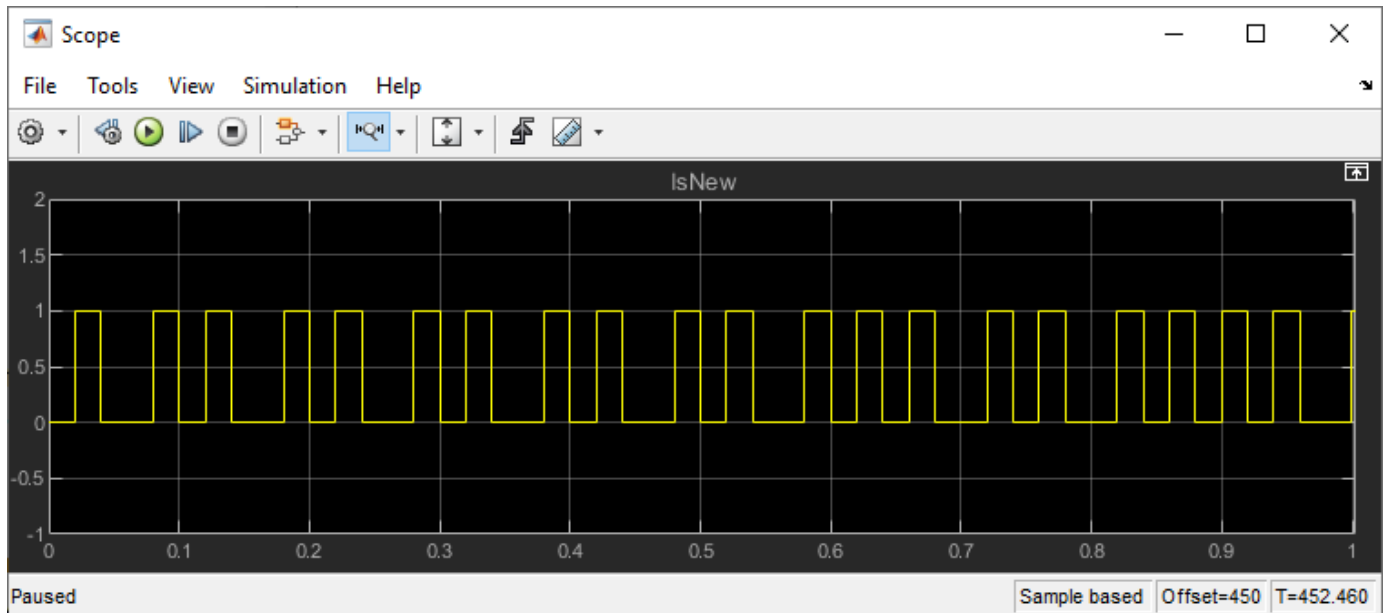 Scope
File Tools View Simulation Help
IsNew
2
1.5
1
0.5
0
-0.5
-1
0 0.1 0.2 0.3 0.4 0.5 0.6 0.7 0.8 0.9 1
Paused Sample based Offset=450 T=452.460